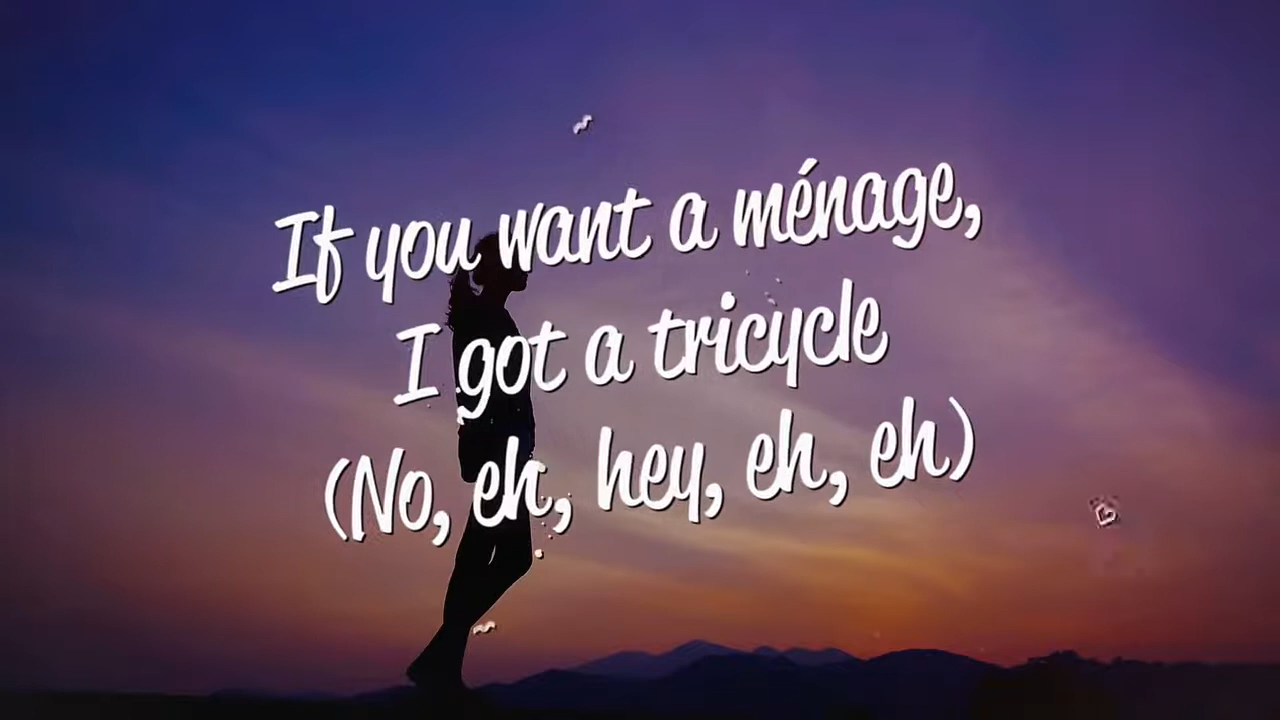 If you want a ménage,
I got a tricycle
(No, eh, hey, eh, eh)